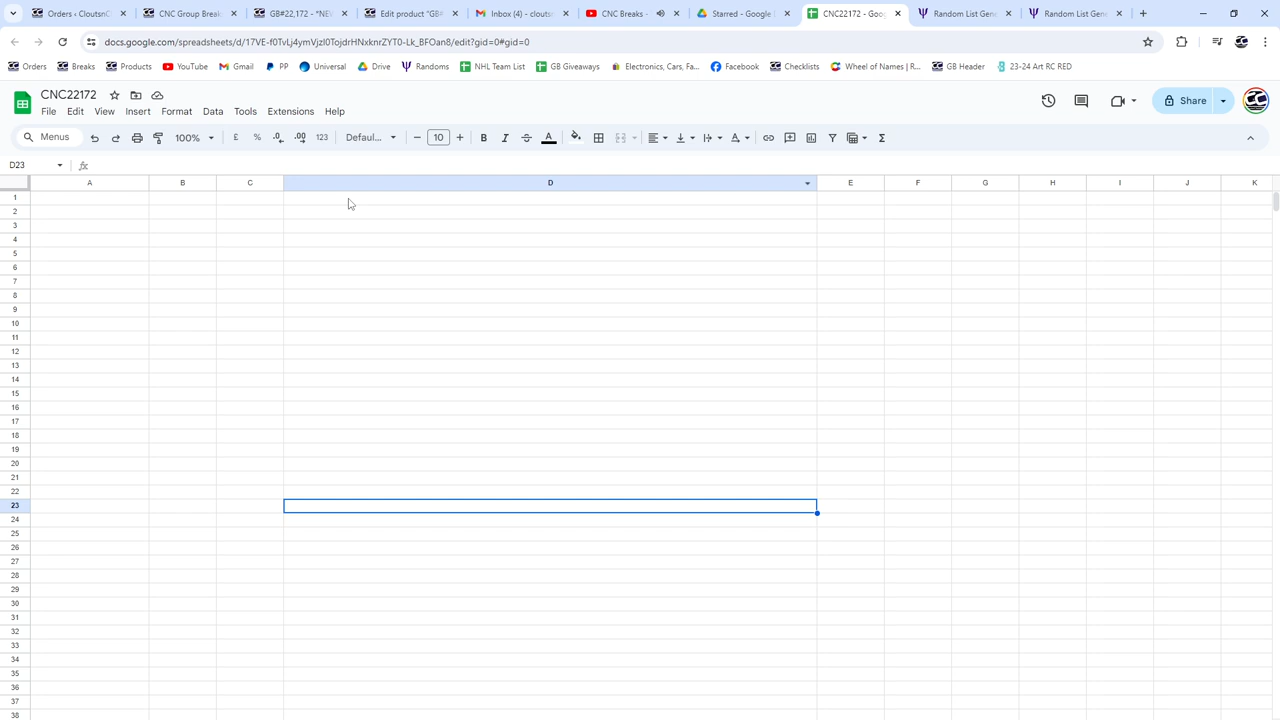 Orders ‹ Clouter(
CNC Group Break
GB#22,172 - *NE
Edit product "G
Inbox (4) - clout
CNC Breaks -
Starred - Google
CNC22172 - Goo
Random List Gene
Random List Gene
docs.google.com/spreadsheets/d/17VE-f0TvLj4ymVjzI0TojdrHNxknrZYT0-Lk_BFOan8/edit?gid=0#gid=0
Orders
Breaks
Products
YouTube
Gmail
PP
Universal
Drive
Randoms
NHL Team List
GB Giveaways
Electronics, Cars, Fa...
Facebook
Checklists
Wheel of Names | R...
GB Header
23-24 Art RC RED
CNC22172
File Edit View Insert Format Data Tools Extensions Help
Share
Menus
100%
£ % .0 .00 123
Defaul...
10
B I A
D23
fx
A B C D E F G H I J K
1
2
3
4
5
6
7
8
9
10
11
12
13
14
15
16
17
18
19
20
21
22
23
24
25
26
27
28
29
30
31
32
33
34
35
36
37
38